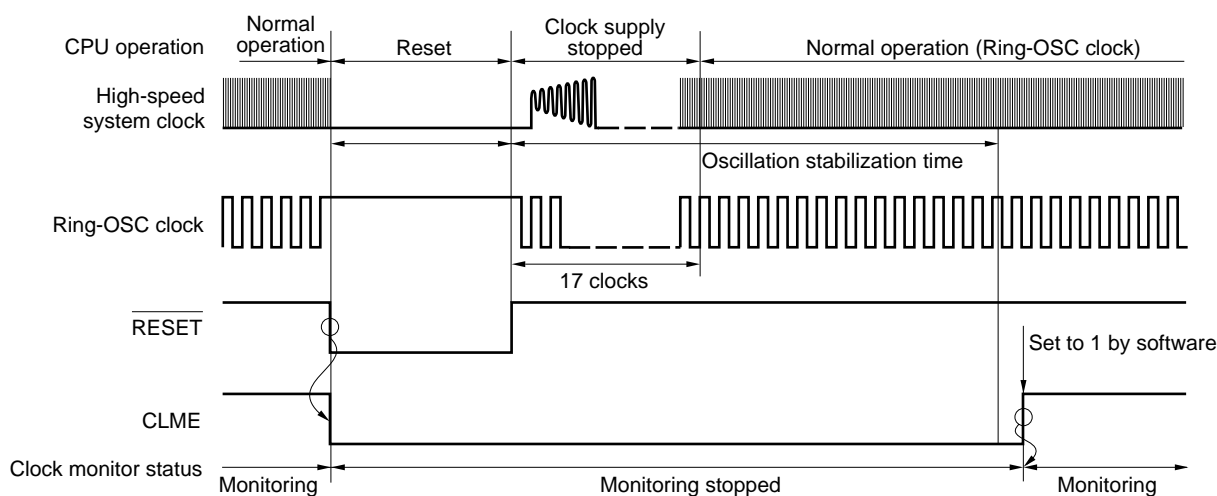 CPU operation
Normal
operation
Reset
Clock supply
stopped
Normal operation (Ring-OSC clock)
High-speed
system clock
Oscillation stabilization time
Ring-OSC clock
17 clocks
RESET
Set to 1 by software
CLME
Clock monitor status
Monitoring
Monitoring stopped
Monitoring